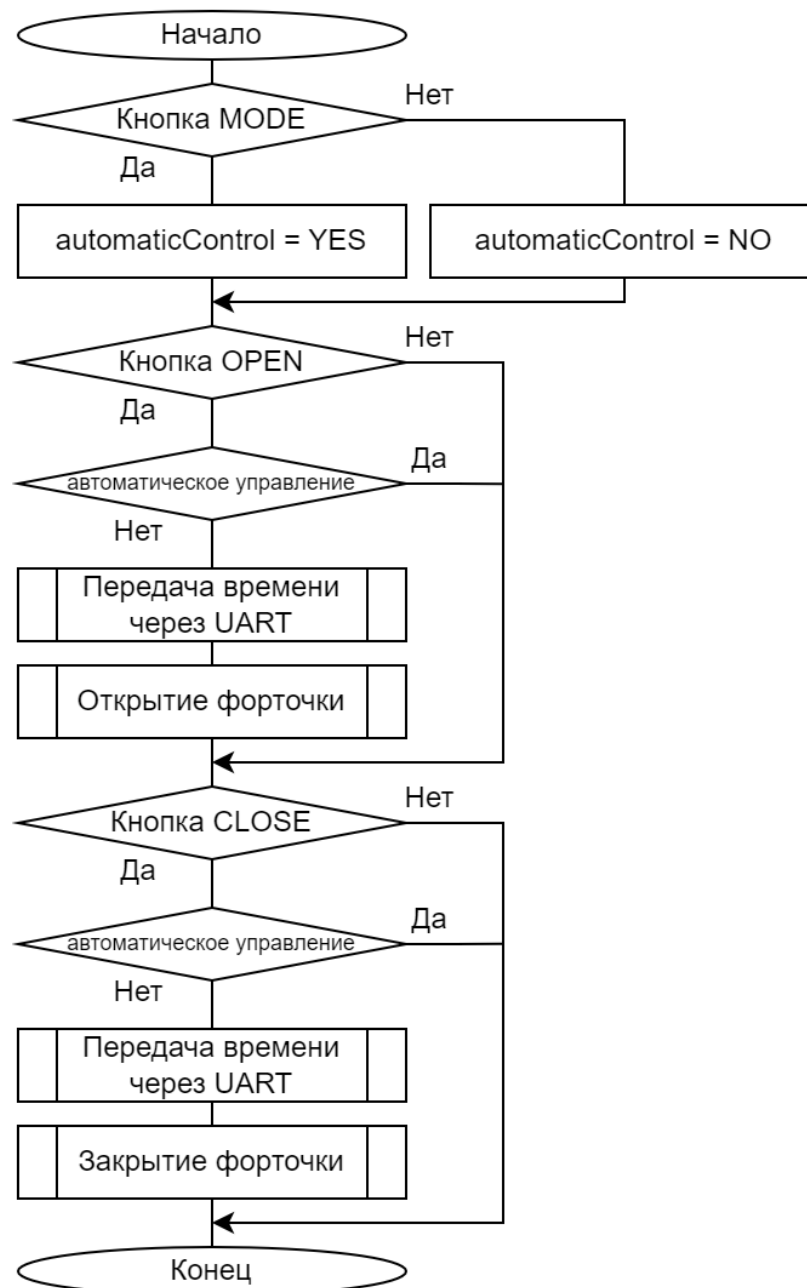 Начало
Кнопка MODE
Нет
Да
automaticControl = YES
automaticControl = NO
Кнопка OPEN
Нет
Да
автоматическое управление
Да
Нет
Передача времени
через UART
Открытие форточки
Кнопка CLOSE
Нет
Да
автоматическое управление
Да
Нет
Передача времени
через UART
Закрытие форточки
Конец